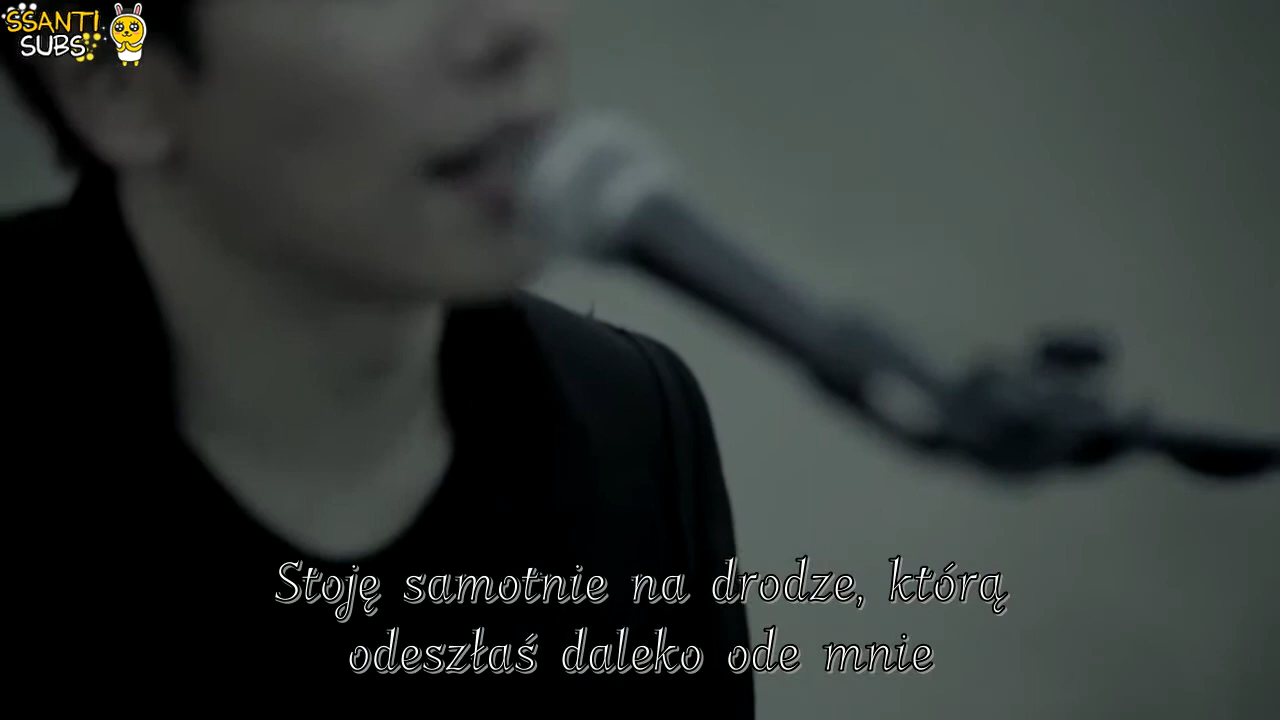 SSANTI
SUBS
Stoję samotnie na drodze, którą
odeszłaś daleko ode mnie